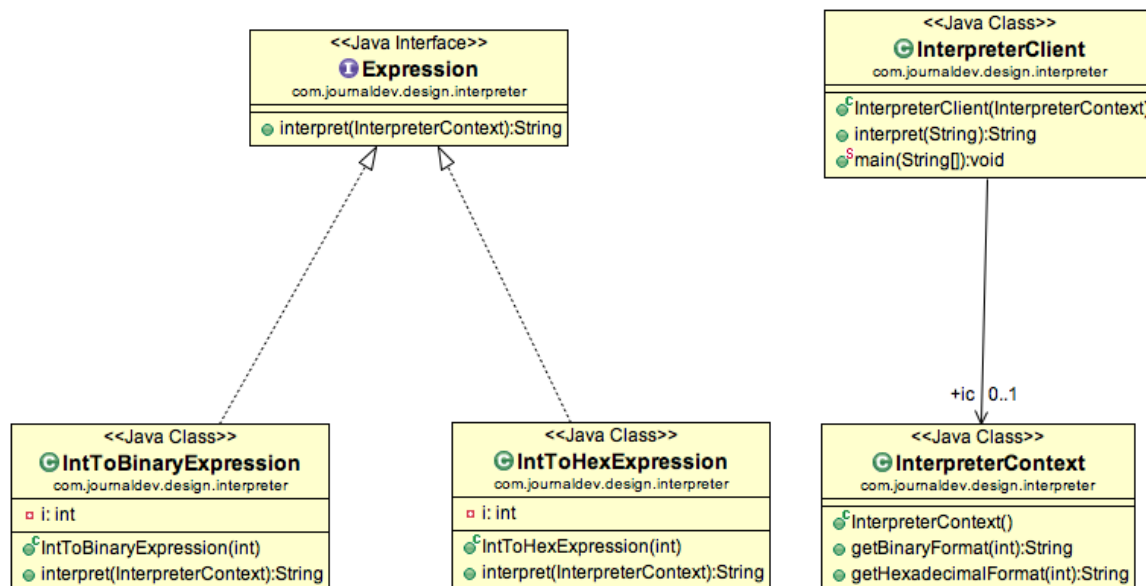 <<Java Interface>>
I Expression
com.journaldev.design.interpreter
interpret(InterpreterContext):String
<<Java Class>>
C InterpreterClient
com.journaldev.design.interpreter
C InterpreterClient(InterpreterContext)
interpret(String):String
S main(String[]):void
+ic 0..1
<<Java Class>>
C IntToBinaryExpression
com.journaldev.design.interpreter
i: int
C IntToBinaryExpression(int)
interpret(InterpreterContext):String
<<Java Class>>
C IntToHexExpression
com.journaldev.design.interpreter
i: int
C IntToHexExpression(int)
interpret(InterpreterContext):String
<<Java Class>>
C InterpreterContext
com.journaldev.design.interpreter
C InterpreterContext()
getBinaryFormat(int):String
getHexadecimalFormat(int):String